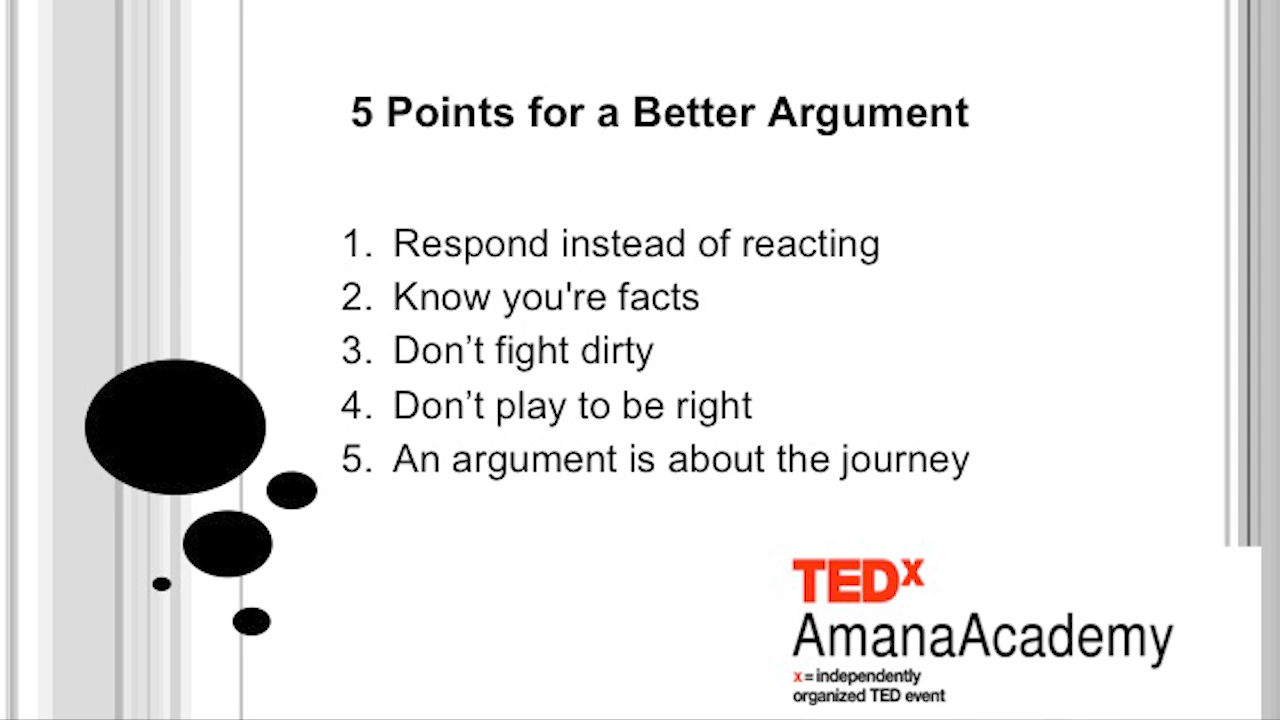 5 Points for a Better Argument
1. Respond instead of reacting
2. Know you're facts
3. Don’t fight dirty
4. Don’t play to be right
5. An argument is about the journey
TEDx
AmanaAcademy
x = independently
organized TED event